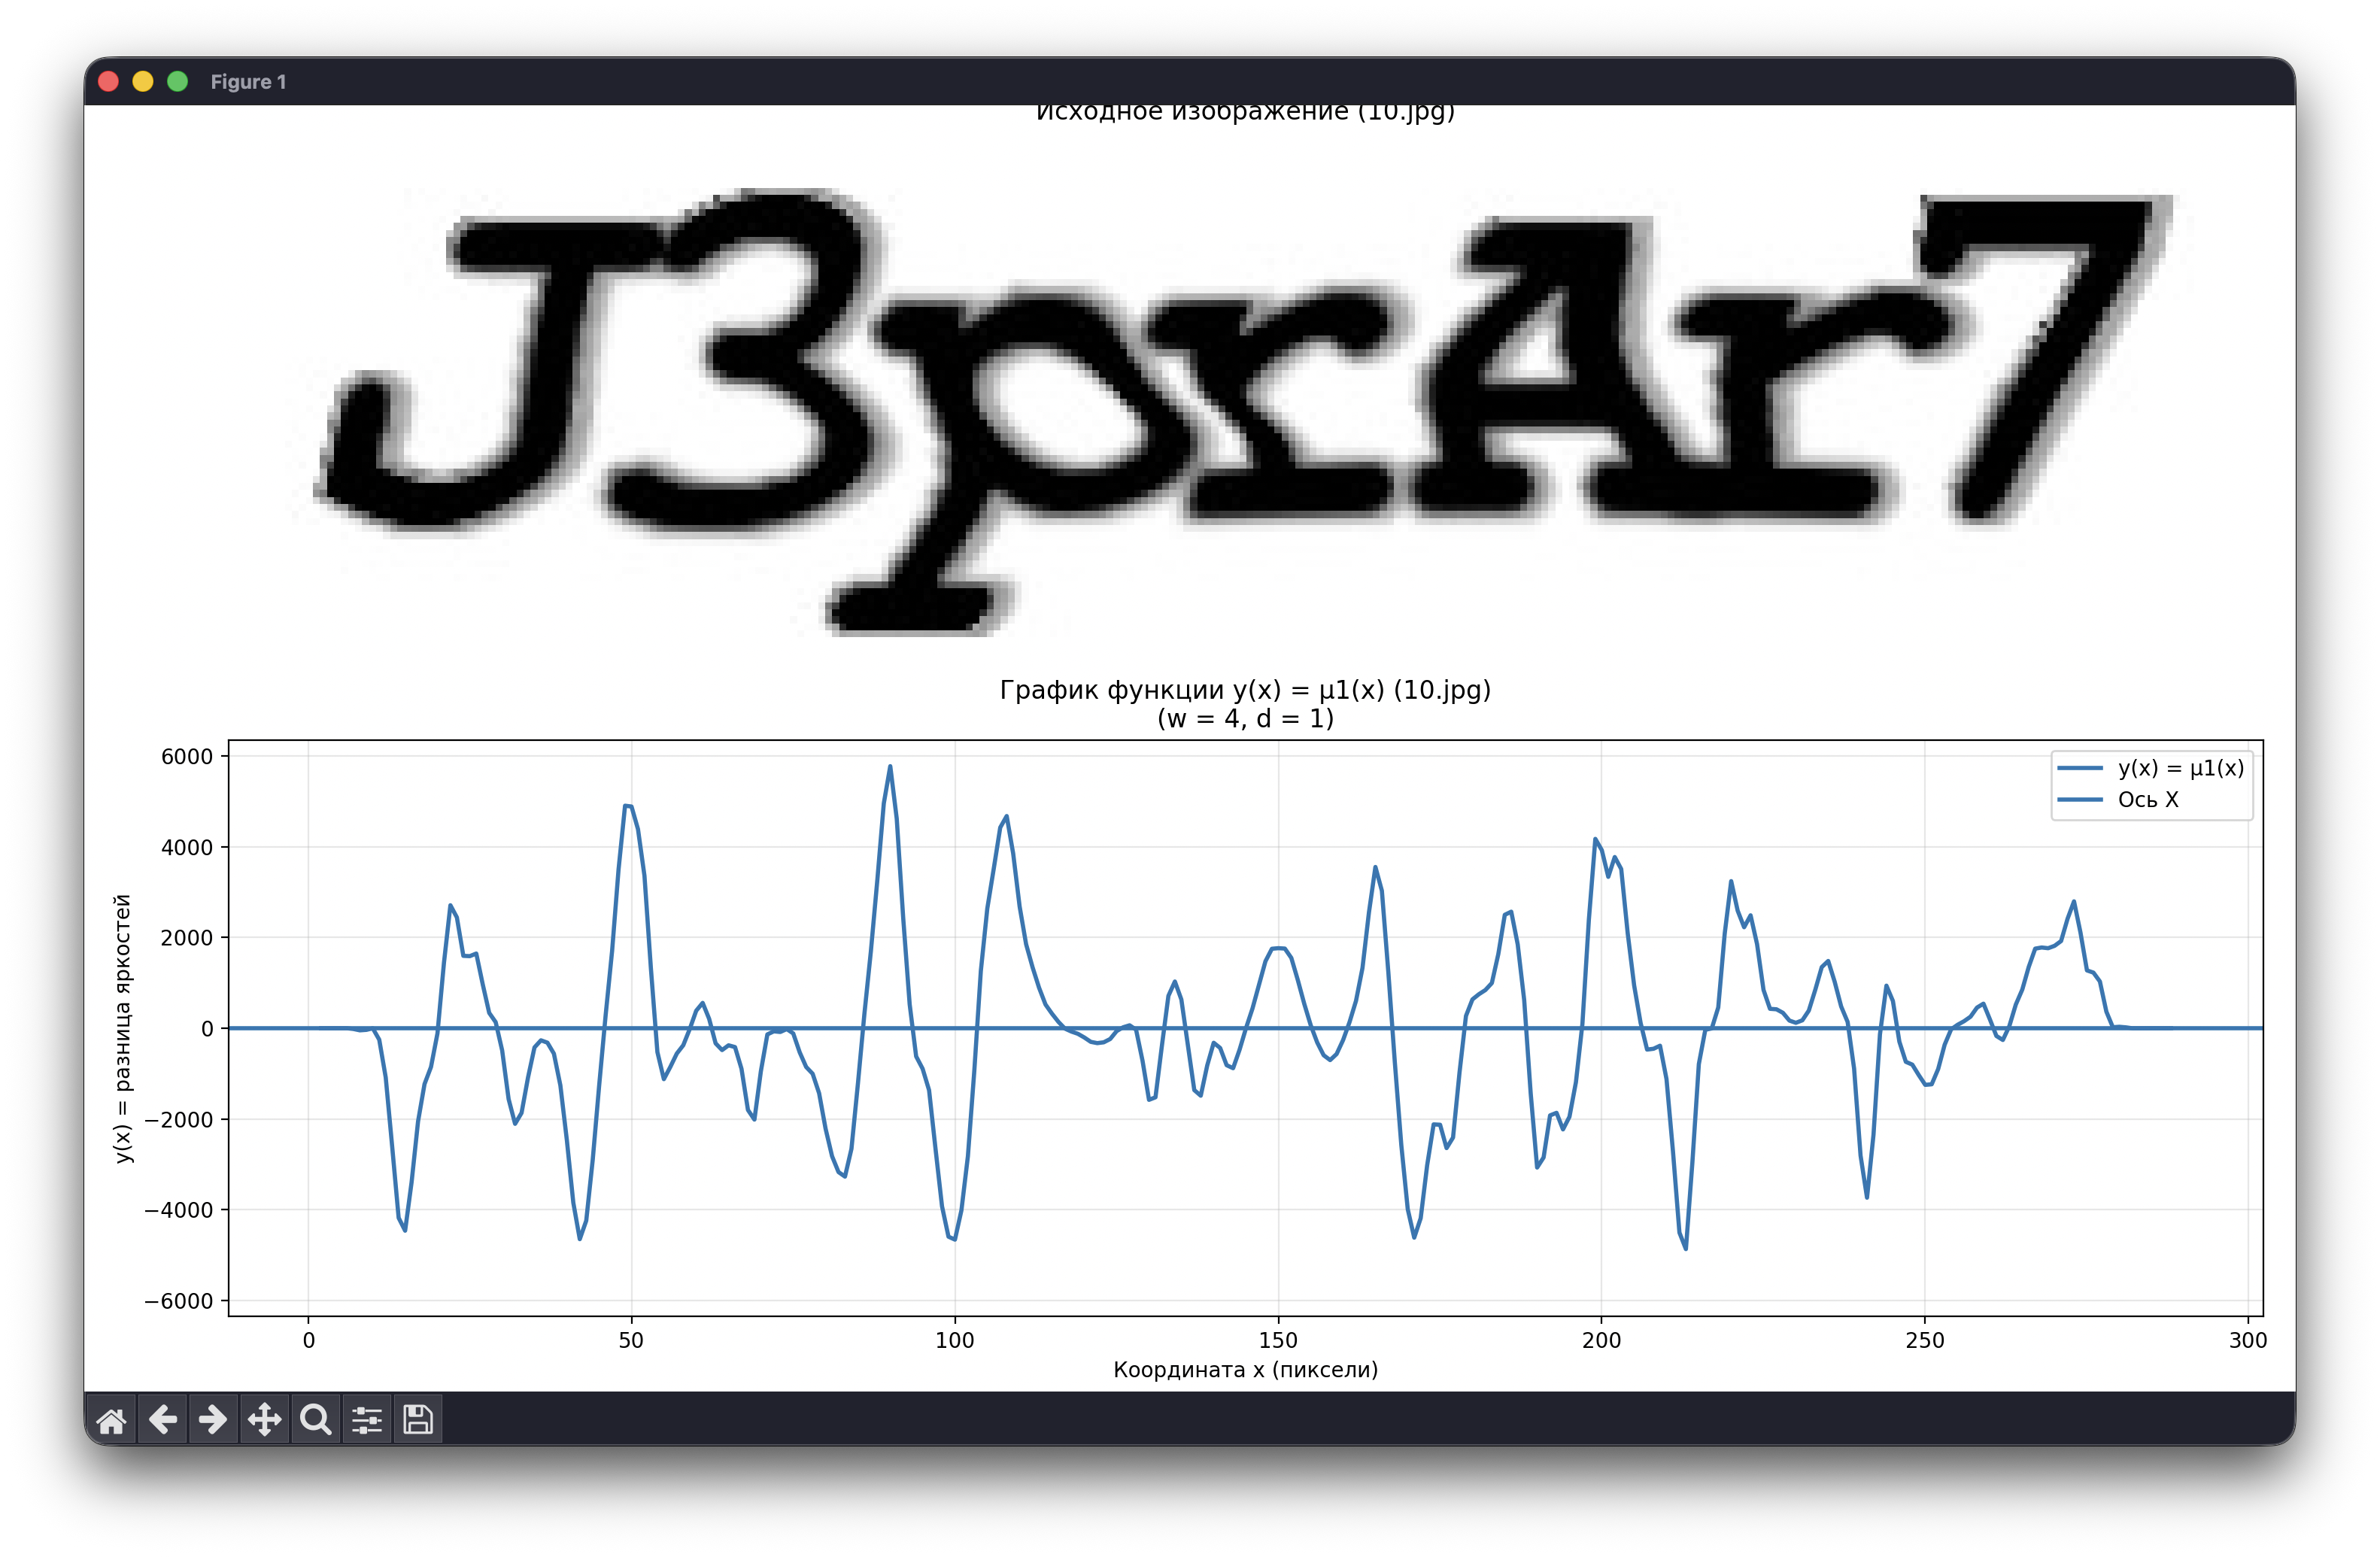 Figure 1
Исходное изображение (10.jpg)
J3prAr7
График функции y(x) = μ1(x) (10.jpg)
(w = 4, d = 1)
y(x) = μ1(x)
Ось X
6000
4000
2000
0
−2000
−4000
−6000
y(x) = разница яркостей
0 50 100 150 200 250 300
Координата x (пиксели)